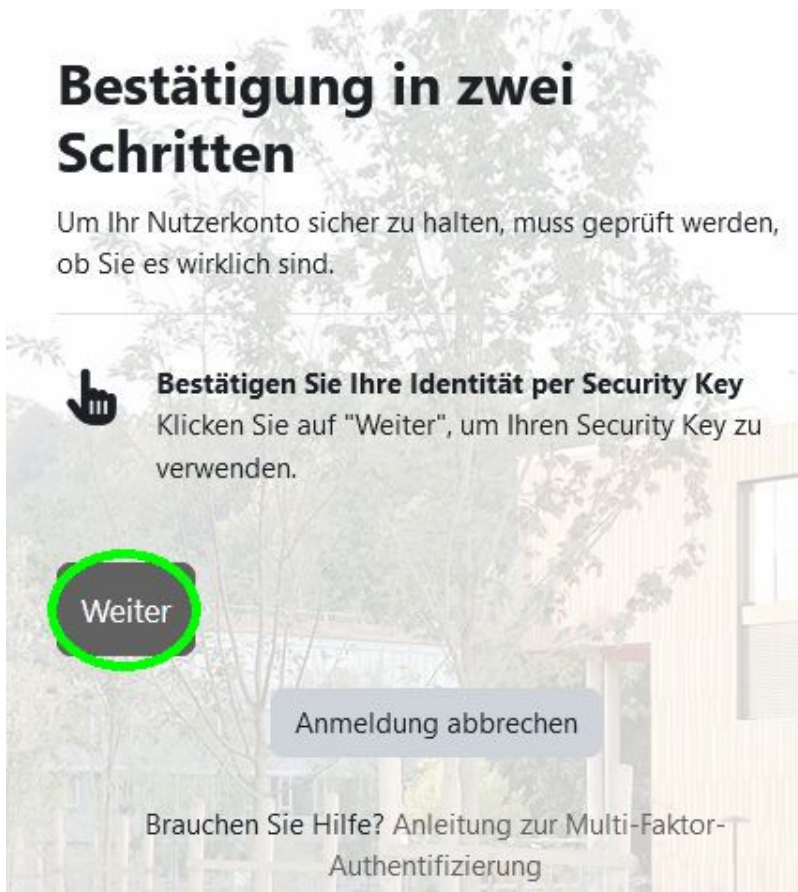 Bestätigung in zwei
Schritten
Um Ihr Nutzerkonto sicher zu halten, muss geprüft werden,
ob Sie es wirklich sind.
Bestätigen Sie Ihre Identität per Security Key
Klicken Sie auf "Weiter", um Ihren Security Key zu
verwenden.
Weiter
Anmeldung abbrechen
Brauchen Sie Hilfe? Anleitung zur Multi-Faktor-
Authentifizierung